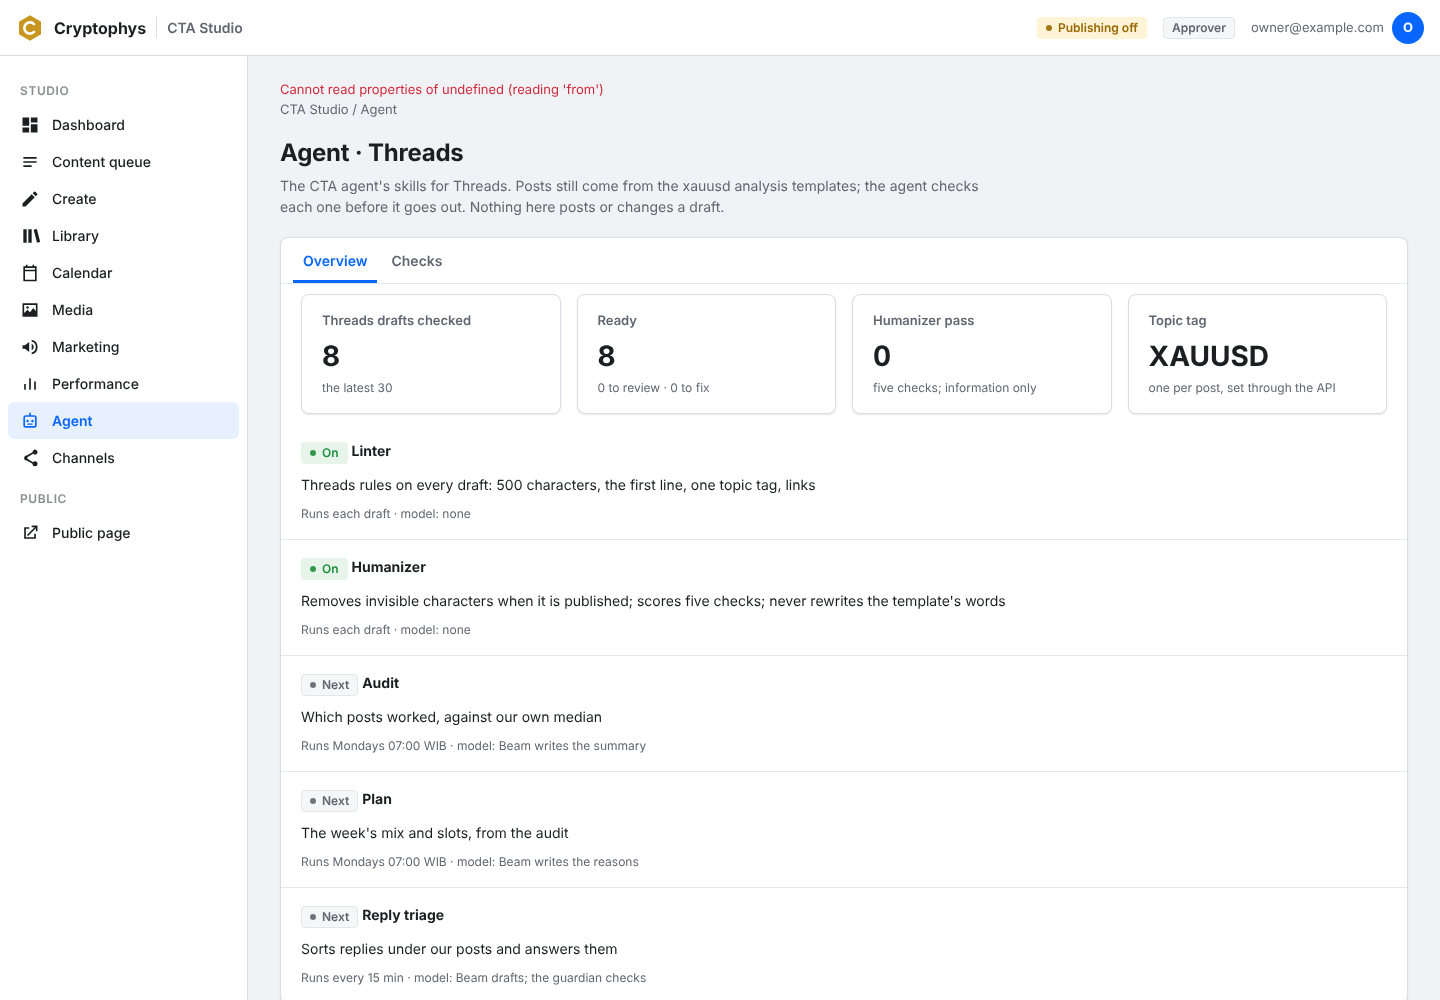 Cryptophys
CTA Studio
Publishing off
Approver
owner@example.com
O
STUDIO
Dashboard
Content queue
Create
Library
Calendar
Media
Marketing
Performance
Agent
Channels
PUBLIC
Public page
Cannot read properties of undefined (reading 'from')
CTA Studio / Agent
Agent · Threads
The CTA agent's skills for Threads. Posts still come from the xauusd analysis templates; the agent checks
each one before it goes out. Nothing here posts or changes a draft.
Overview
Checks
Threads drafts checked
8
the latest 30
Ready
8
0 to review · 0 to fix
Humanizer pass
0
five checks; information only
Topic tag
XAUUSD
one per post, set through the API
On Linter
Threads rules on every draft: 500 characters, the first line, one topic tag, links
Runs each draft · model: none
On Humanizer
Removes invisible characters when it is published; scores five checks; never rewrites the template's words
Runs each draft · model: none
Next Audit
Which posts worked, against our own median
Runs Mondays 07:00 WIB · model: Beam writes the summary
Next Plan
The week's mix and slots, from the audit
Runs Mondays 07:00 WIB · model: Beam writes the reasons
Next Reply triage
Sorts replies under our posts and answers them
Runs every 15 min · model: Beam drafts; the guardian checks